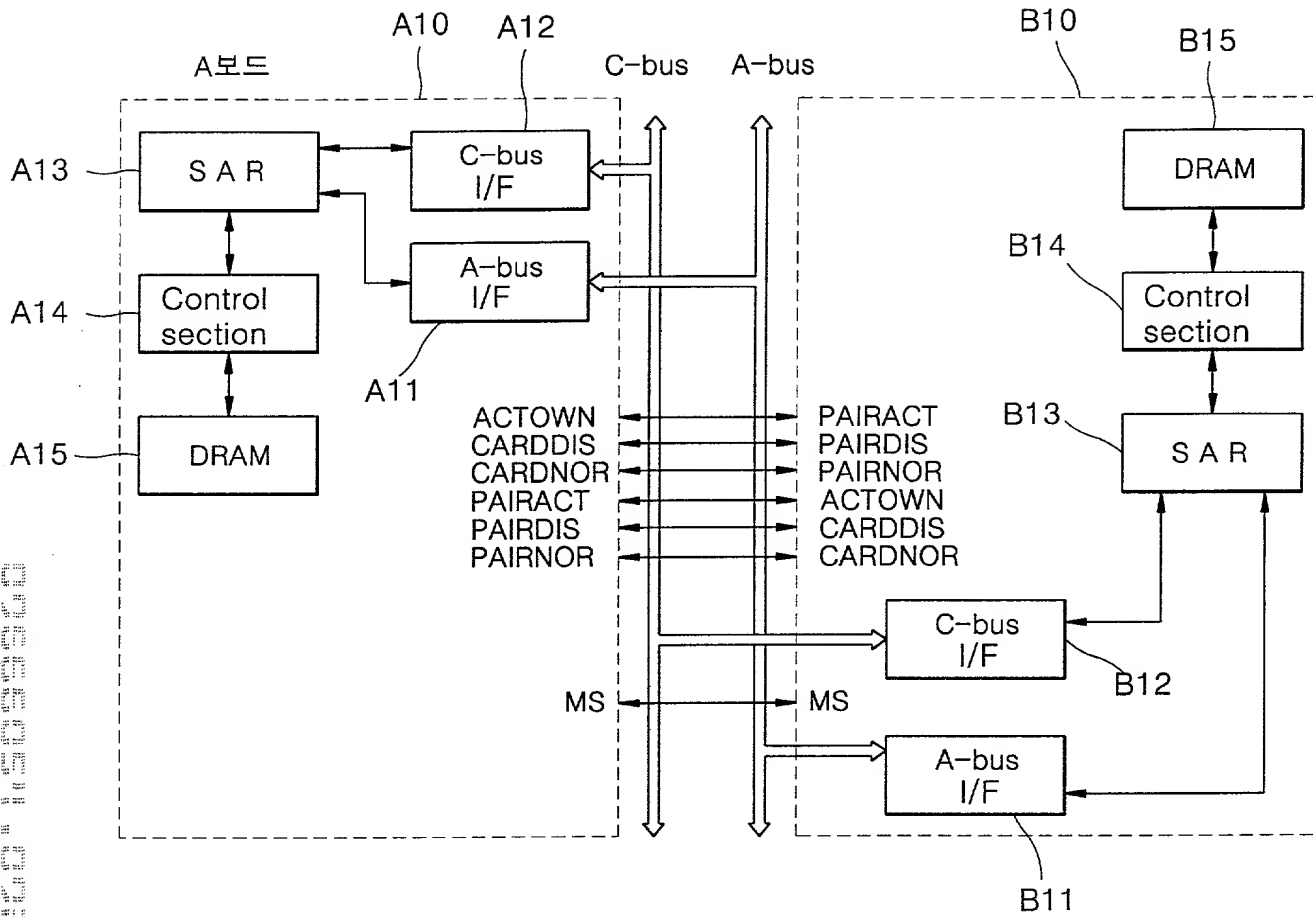 A10
A12
B10
B15
A보드
C-bus
A-bus
A13
S A R
C-bus
I/F
DRAM
A-bus
I/F
B14
A14
Control
section
Control
section
A11
B13
ACTOWN
PAIRACT
CARDDIS
PAIRDIS
CARDNOR
PAIRNOR
PAIRACT
ACTOWN
PAIRDIS
CARDDIS
PAIRNOR
CARDNOR
A15
DRAM
S A R
C-bus
I/F
B12
MS
MS
A-bus
I/F
B11